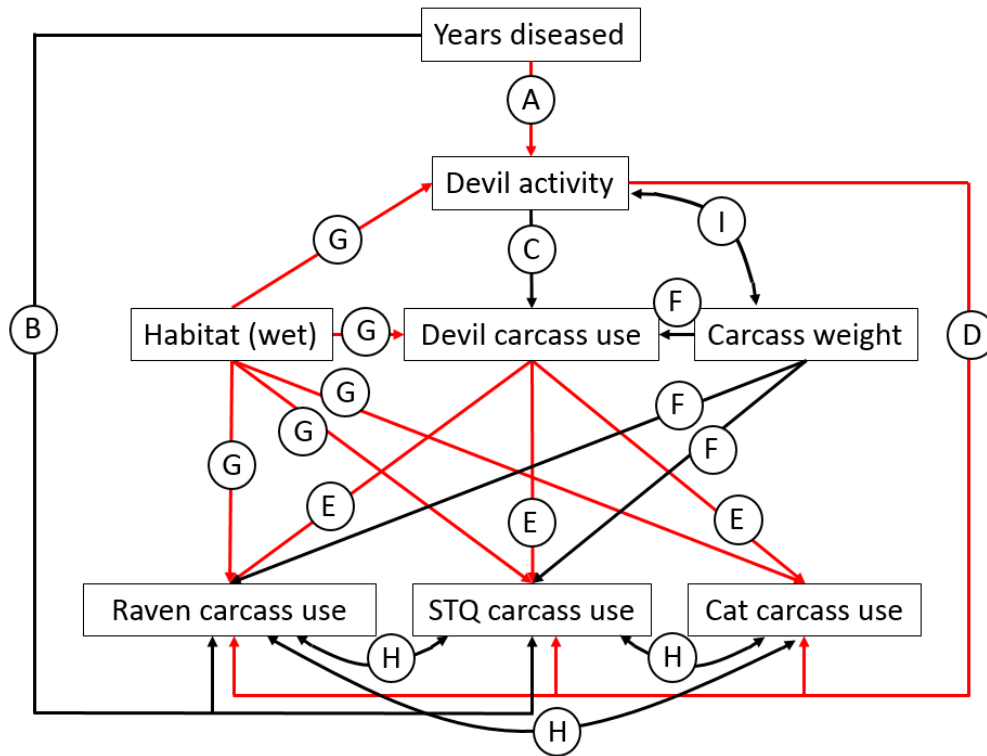 Years diseased
A
Devil activity
I
G
C
F
B
Habitat (wet)
G
Devil carcass use
Carcass weight
D
G
F
G
F
G
E
E
E
Raven carcass use
STQ carcass use
Cat carcass use
H
H
H